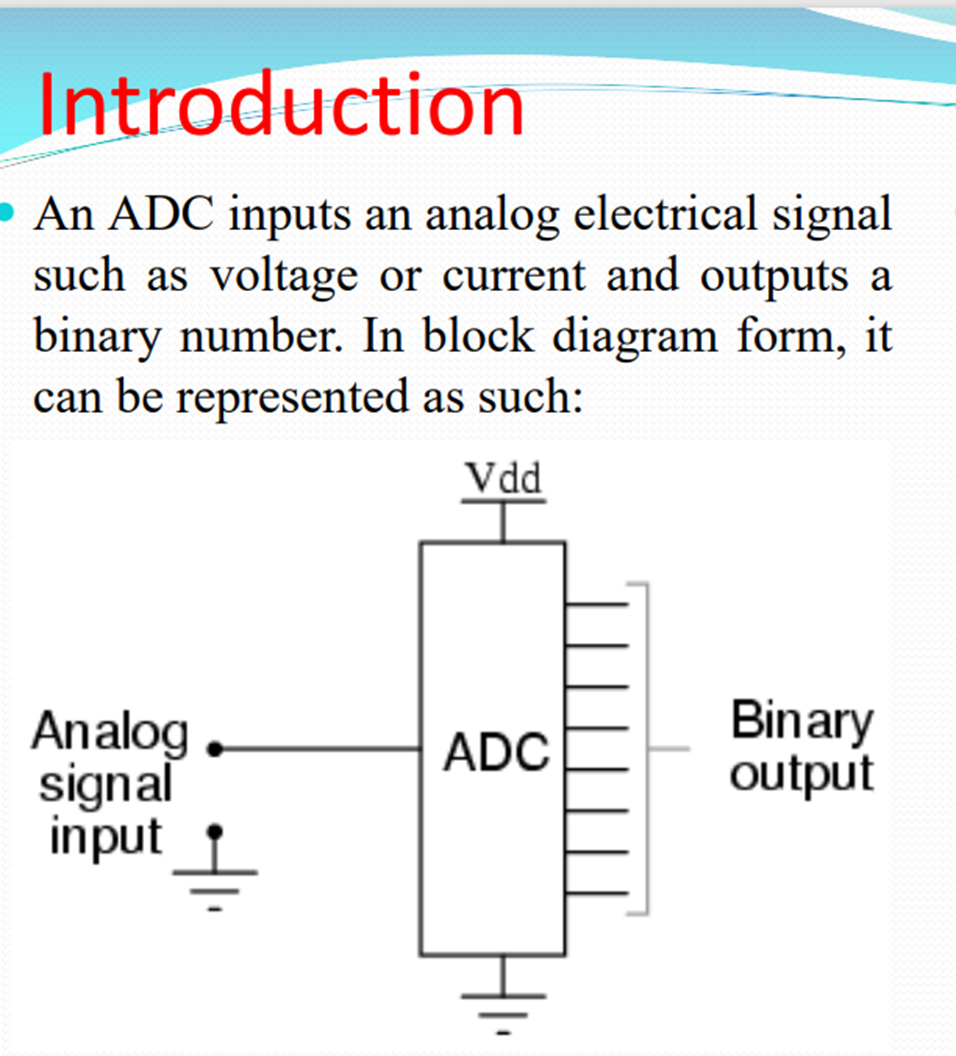 Introduction
An ADC inputs an analog electrical signal
such as voltage or current and outputs a
binary number. In block diagram form, it
can be represented as such:
Vdd
Analog
signal
input
ADC
Binary
output